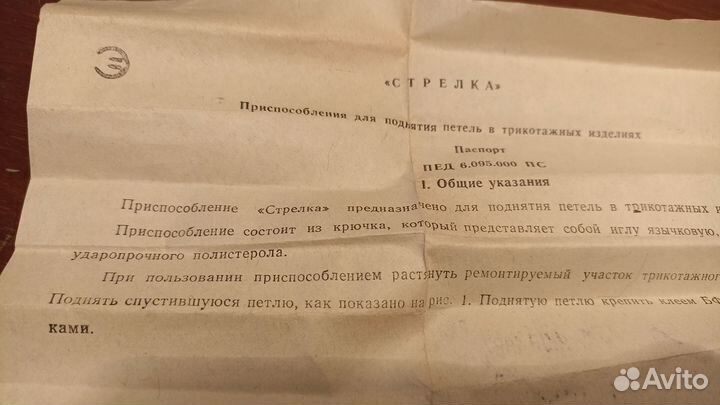 «СТРЕЛКА»
Приспособления для поднятия петель в трикотажных изделиях
Паспорт
ПЕД 6.095.000 ПС
1. Общие указания
Приспособление «Стрелка» предназначено для поднятия петель в трикотажных
Приспособление состоит из крючка, который представляет собой иглу язычковую,
ударопрочного полистерола.
При пользовании приспособлением растянуть ремонтируемый участок трикотажног
Поднять спустившуюся петлю, как показано на рис. 1. Поднятую петлю крепить клеем БФ
ками.
Avito